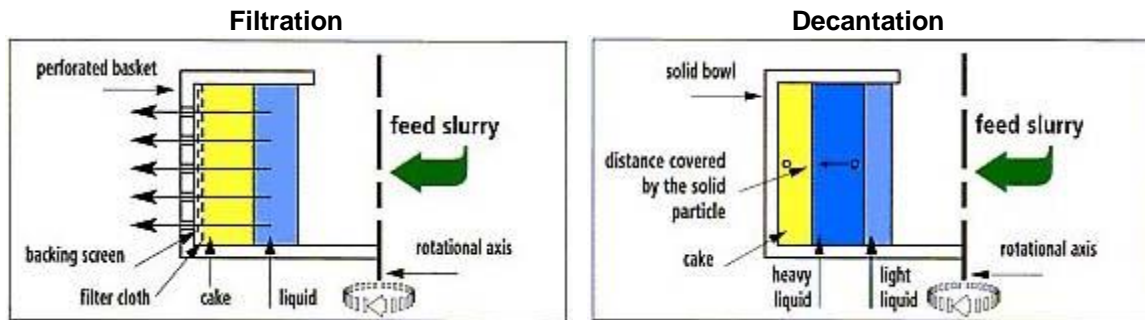 Filtration
perforated basket
feed slurry
backing screen
filter cloth
cake
liquid
rotational axis
Decantation
solid bowl
feed slurry
distance covered
by the solid
particle
cake
heavy
liquid
light
liquid
rotational axis